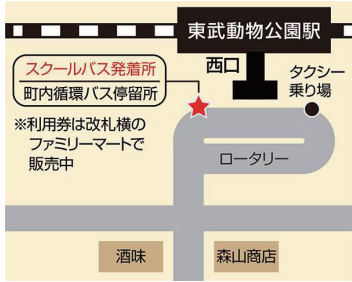 東武動物公園駅
西口
スクールバス発着所
町内循環バス停留所
タクシー
乗り場
※利用券は改札横の
ファミリーマートで
販売中
ロータリー
酒味
森山商店